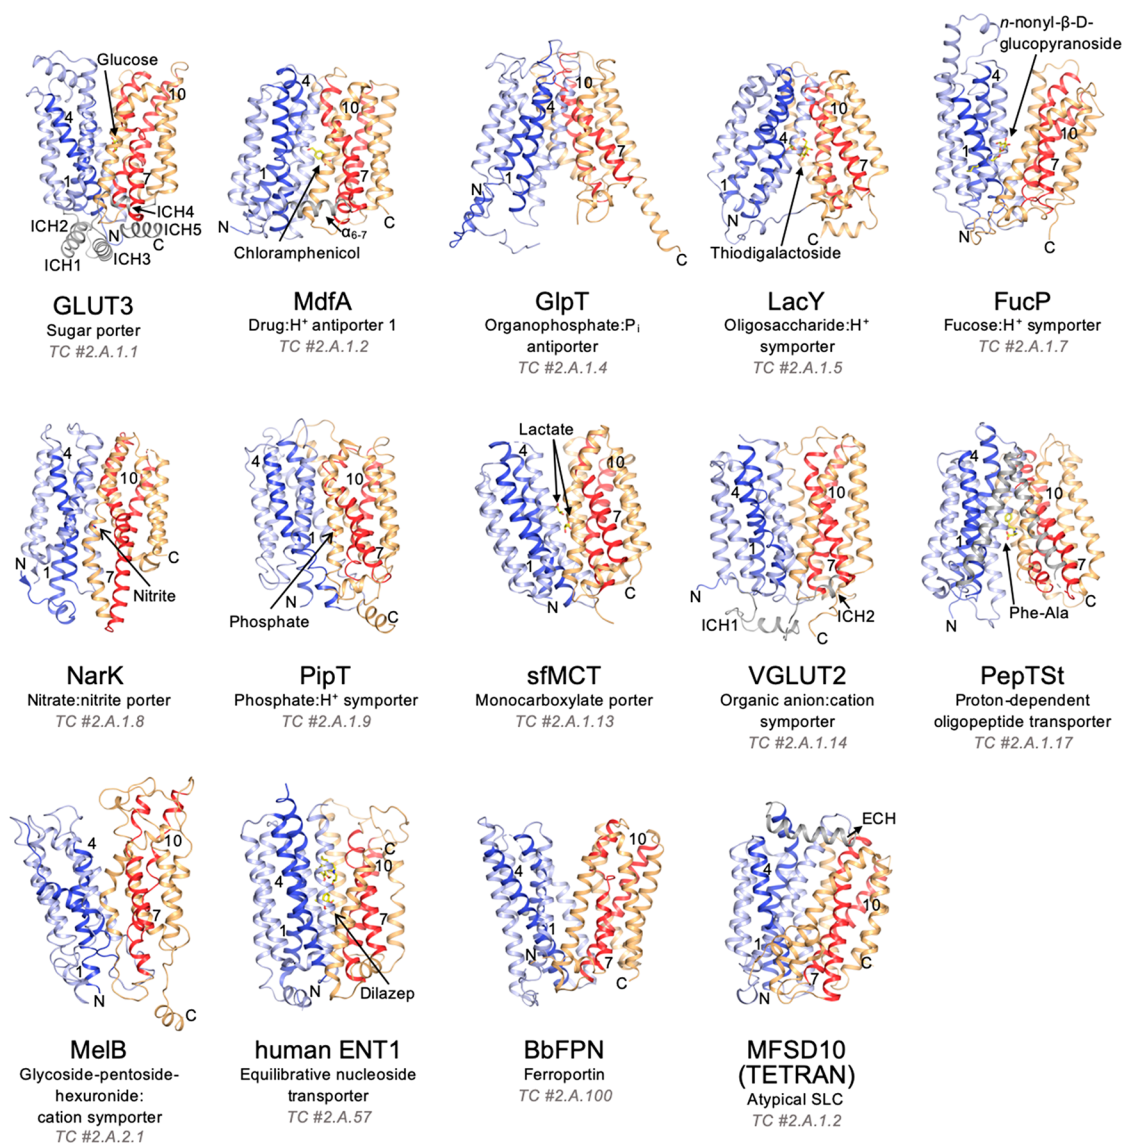 Glucose
10
4
1
7
ICH4
ICH5
ICH2
N
C
ICH1
ICH3
GLUT3
Sugar porter
TC #2.A.1.1
4
10
1
7
N
C
α6-7
Chloramphenicol
MdfA
Drug:H⁺ antiporter 1
TC #2.A.1.2
10
4
7
1
N
C
GlpT
Organophosphate:Pᵢ
antiporter
TC #2.A.1.4
10
4
7
1
N
C
Thiodigalactoside
LacY
Oligosaccharide:H⁺
symporter
TC #2.A.1.5
n-nonyl-β-D-
glucopyranoside
4
10
1
7
N
C
FucP
Fucose:H⁺ symporter
TC #2.A.1.7
4
10
N
1
7
C
Nitrite
NarK
Nitrate:nitrite porter
TC #2.A.1.8
4
10
1
7
N
C
Phosphate
PipT
Phosphate:H⁺ symporter
TC #2.A.1.9
Lactate
4
10
7
1
N
C
sfMCT
Monocarboxylate porter
TC #2.A.1.13
4
10
1
7
N
ICH1
ICH2
C
VGLUT2
Organic anion:cation
symporter
TC #2.A.1.14
4
10
1
7
N
C
Phe-Ala
PepTSt
Proton-dependent
oligopeptide transporter
TC #2.A.1.17
4
10
7
1
N
C
MelB
Glycoside-pentoside-
hexuronide:
cation symporter
TC #2.A.2.1
C
4
10
1
7
N
Dilazep
human ENT1
Equilibrative nucleoside
transporter
TC #2.A.57
10
4
1
N
7
C
BbFPN
Ferroportin
TC #2.A.100
ECH
4
10
1
7
C
N
MFSD10
(TETRAN)
Atypical SLC
TC #2.A.1.2